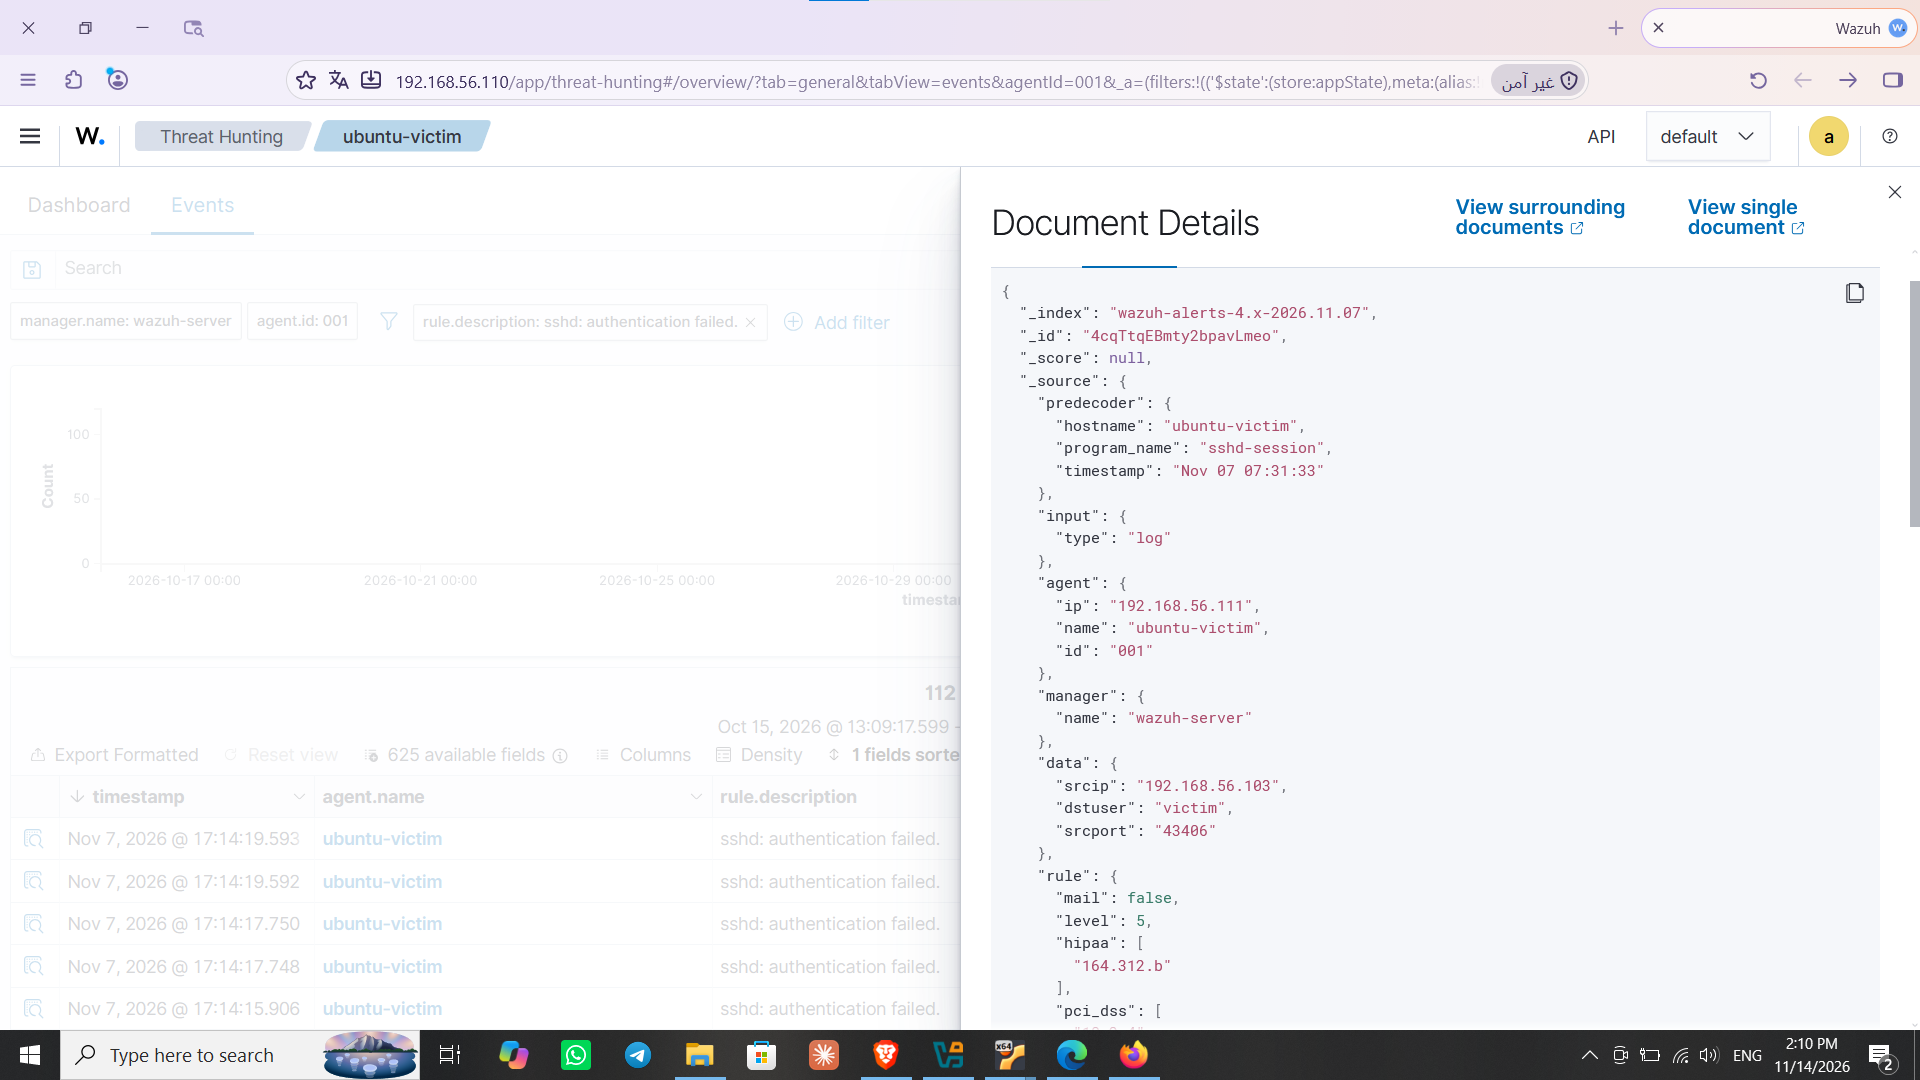 Wazuh
192.168.56.110/app/threat-hunting#/overview/?tab=general&tabView=events&agentId=001&_a=(filters:!(('$state':(store:appState),meta:(alias:!
غیر آمن
W.
Threat Hunting
ubuntu-victim
API
default
a
Dashboard
Events
Search
manager.name: wazuh-server
agent.id: 001
rule.description: sshd: authentication failed.
Add filter
100
50
0
Count
2026-10-17 00:00
2026-10-21 00:00
2026-10-25 00:00
2026-10-29 00:00
112
Oct 15, 2026 @ 13:09:17.599 -
Export Formatted
Reset view
625 available fields
Columns
Density
1 fields sorte
timestamp
agent.name
rule.description
Nov 7, 2026 @ 17:14:19.593 ubuntu-victim sshd: authentication failed.
Nov 7, 2026 @ 17:14:19.592 ubuntu-victim sshd: authentication failed.
Nov 7, 2026 @ 17:14:17.750 ubuntu-victim sshd: authentication failed.
Nov 7, 2026 @ 17:14:17.748 ubuntu-victim sshd: authentication failed.
Nov 7, 2026 @ 17:14:15.906 ubuntu-victim sshd: authentication failed.
Document Details
View surrounding
documents
View single
document
{
"_index": "wazuh-alerts-4.x-2026.11.07",
"_id": "4cqTtqEBmty2bpavLmeo",
"_score": null,
"_source": {
"predecoder": {
"hostname": "ubuntu-victim",
"program_name": "sshd-session",
"timestamp": "Nov 07 07:31:33"
},
"input": {
"type": "log"
},
"agent": {
"ip": "192.168.56.111",
"name": "ubuntu-victim",
"id": "001"
},
"manager": {
"name": "wazuh-server"
},
"data": {
"srcip": "192.168.56.103",
"dstuser": "victim",
"srcport": "43406"
},
"rule": {
"mail": false,
"level": 5,
"hipaa": [
"164.312.b"
],
"pci_dss": [
Type here to search
x64
ENG
2:10 PM
11/14/2026
2